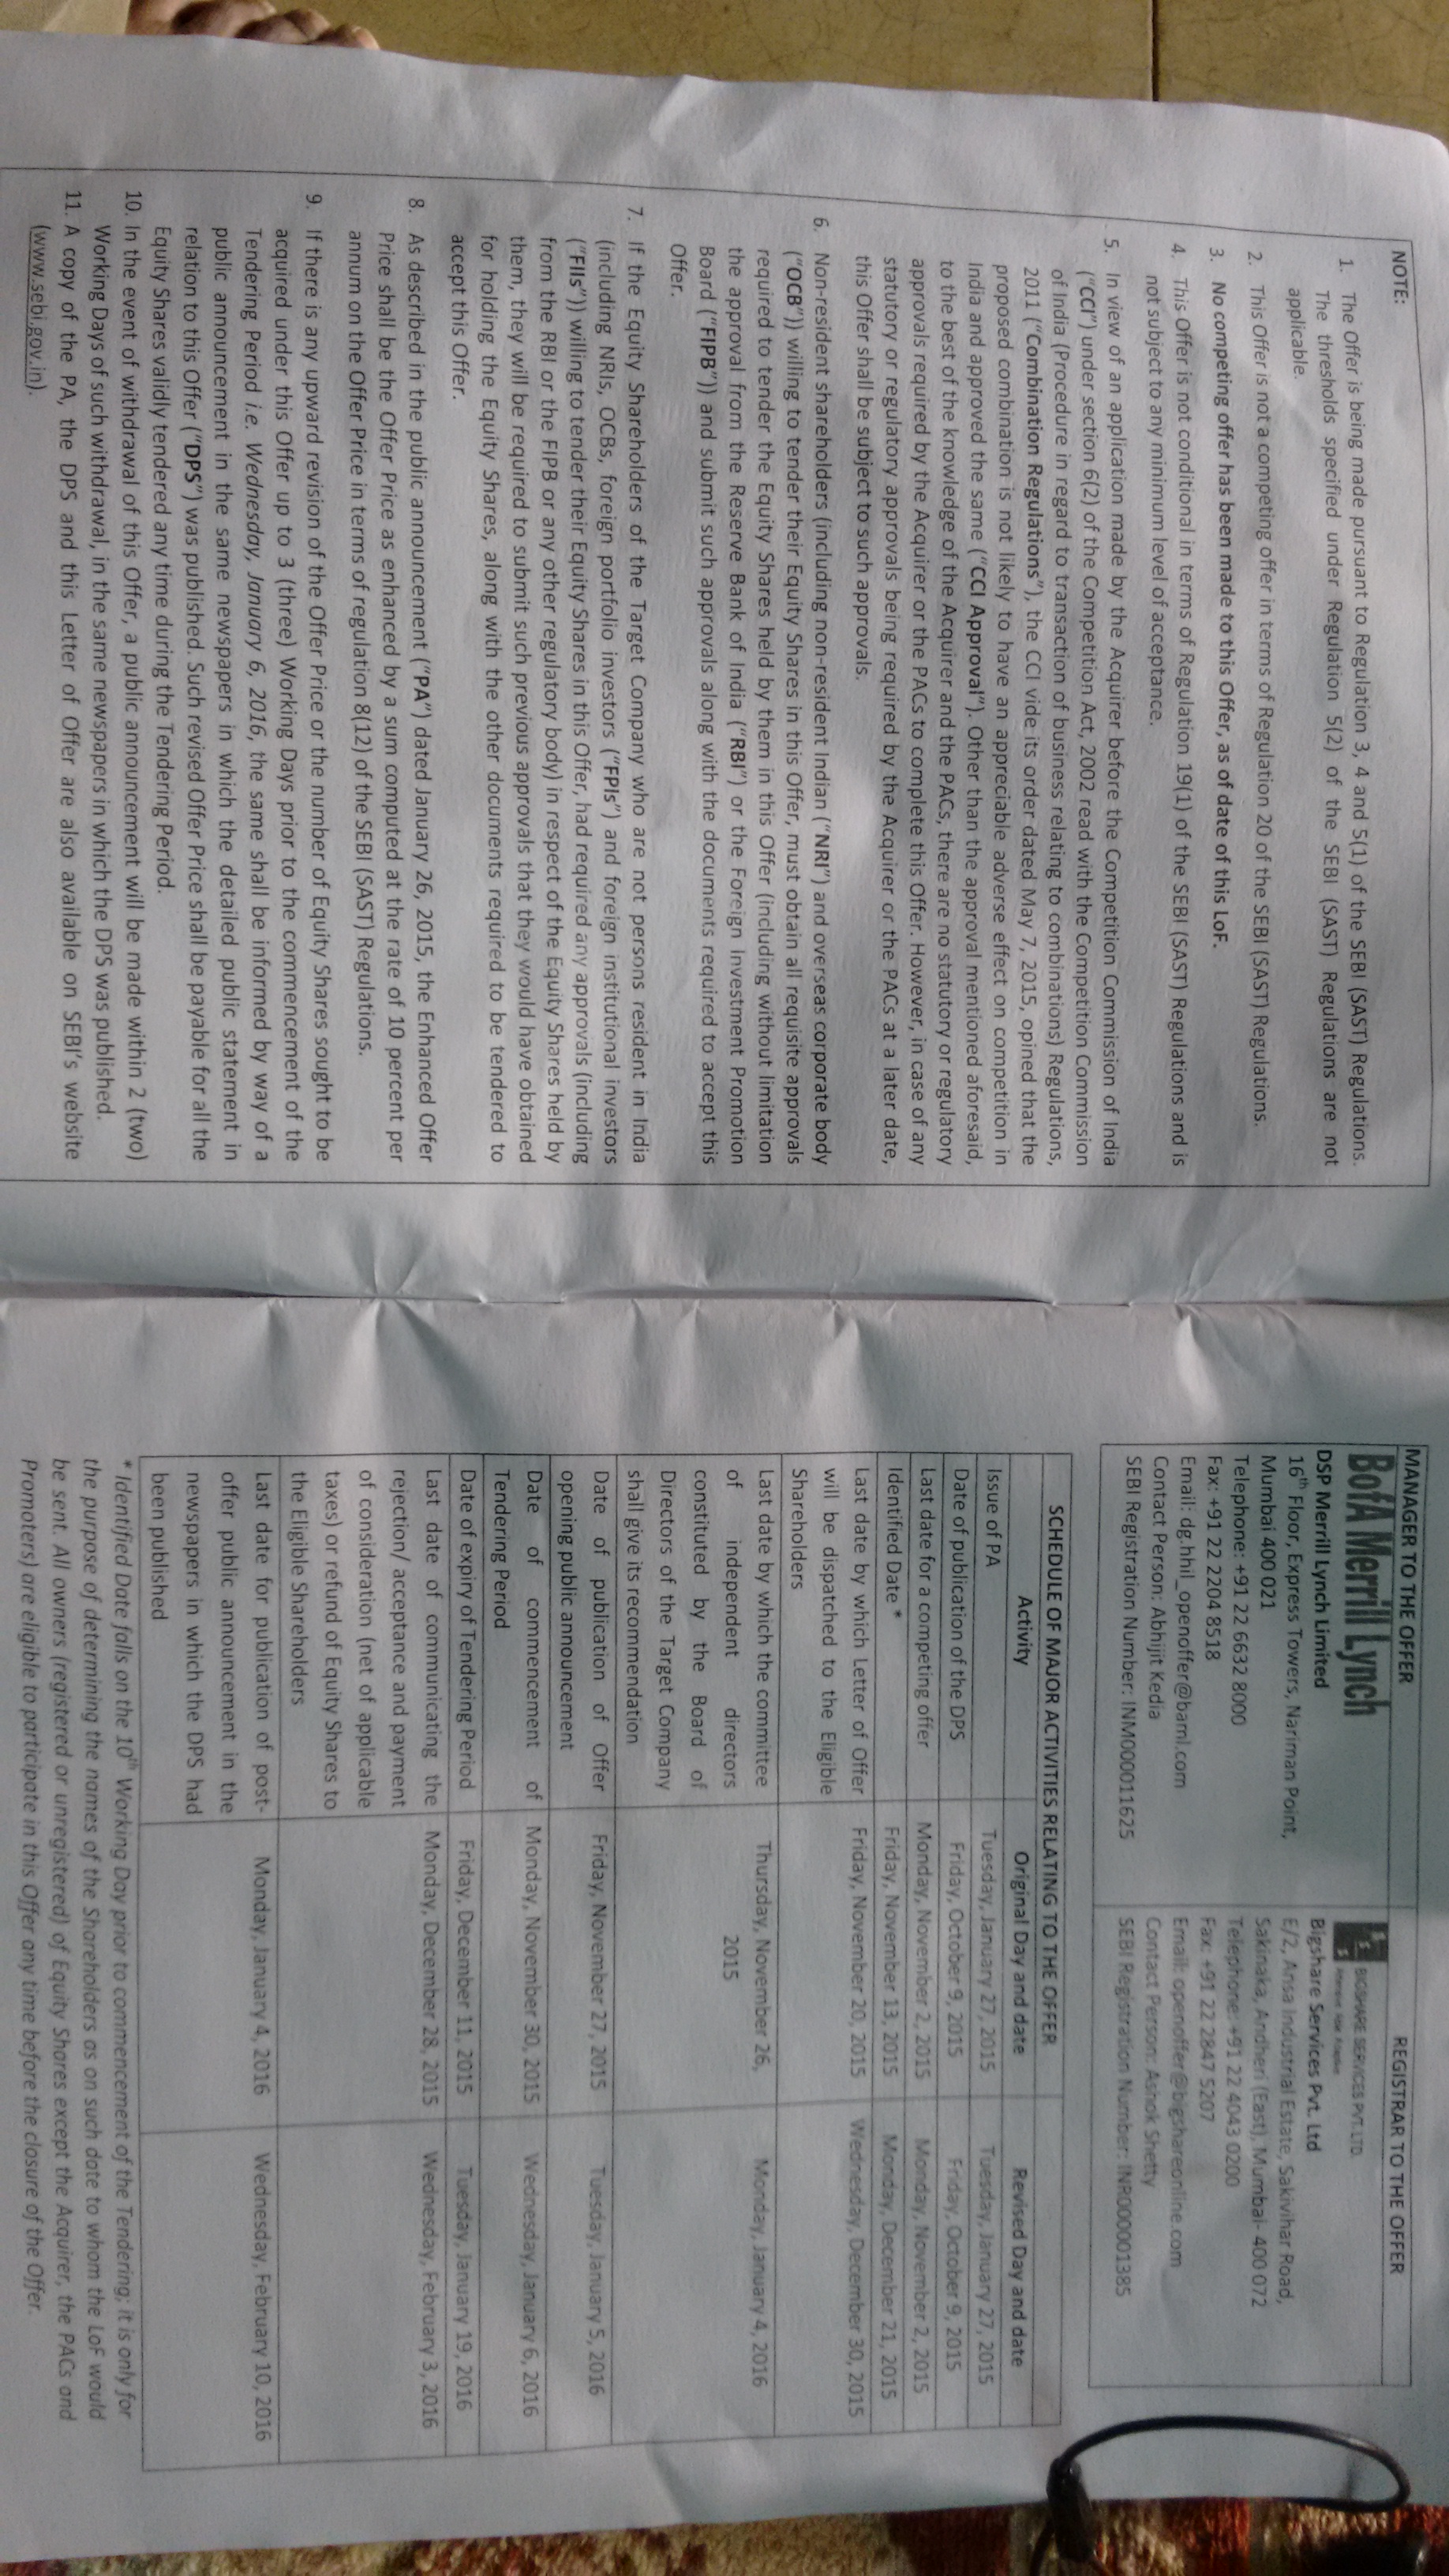 NOTE:
1. The Offer is being made pursuant to Regulation 3, 4 and 5(1) of the SEBI (SAST) Regulations.
The thresholds specified under Regulation 5(2) of the SEBI (SAST) Regulations are not
applicable.
2. This Offer is not a competing offer in terms of Regulation 20 of the SEBI (SAST) Regulations.
3. No competing offer has been made to this Offer, as of date of this LoF.
4. This Offer is not conditional in terms of Regulation 19(1) of the SEBI (SAST) Regulations and is
not subject to any minimum level of acceptance.
5. In view of an application made by the Acquirer before the Competition Commission of India
("CCI") under section 6(2) of the Competition Act, 2002 read with the Competition Commission
of India (Procedure in regard to transaction of business relating to combinations) Regulations,
2011 ("Combination Regulations"), the CCI vide its order dated May 7, 2015, opined that the
proposed combination is not likely to have an appreciable adverse effect on competition in
India and approved the same ("CCI Approval"). Other than the approval mentioned aforesaid,
to the best of the knowledge of the Acquirer and the PACs, there are no statutory or regulatory
approvals required by the Acquirer or the PACs to complete this Offer. However, in case of any
statutory or regulatory approvals being required by the Acquirer or the PACs at a later date,
this Offer shall be subject to such approvals.
6. Non-resident shareholders (including non-resident Indian ("NRI") and overseas corporate body
("OCB")) willing to tender their Equity Shares in this Offer, must obtain all requisite approvals
required to tender the Equity Shares held by them in this Offer (including without limitation
the approval from the Reserve Bank of India ("RBI") or the Foreign Investment Promotion
Board ("FIPB")) and submit such approvals along with the documents required to accept this
Offer.
7. If the Equity Shareholders of the Target Company who are not persons resident in India
(including NRIs, OCBs, foreign portfolio investors ("FPIs") and foreign institutional investors
("FIIs")) willing to tender their Equity Shares in this Offer, had required any approvals (including
from the RBI or the FIPB or any other regulatory body) in respect of the Equity Shares held by
them, they will be required to submit such previous approvals that they would have obtained
for holding the Equity Shares, along with the other documents required to be tendered to
accept this Offer.
8. As described in the public announcement ("PA") dated January 26, 2015, the Enhanced Offer
Price shall be the Offer Price as enhanced by a sum computed at the rate of 10 percent per
annum on the Offer Price in terms of regulation 8(12) of the SEBI (SAST) Regulations.
9. If there is any upward revision of the Offer Price or the number of Equity Shares sought to be
acquired under this Offer up to 3 (three) Working Days prior to the commencement of the
Tendering Period i.e. Wednesday, January 6, 2016, the same shall be informed by way of a
public announcement in the same newspapers in which the detailed public statement in
relation to this Offer ("DPS") was published. Such revised Offer Price shall be payable for all the
Equity Shares validly tendered any time during the Tendering Period.
10. In the event of withdrawal of this Offer, a public announcement will be made within 2 (two)
Working Days of such withdrawal, in the same newspapers in which the DPS was published.
11. A copy of the PA, the DPS and this Letter of Offer are also available on SEBI's website
(www.sebi.gov.in).
MANAGER TO THE OFFER
BofA Merrill Lynch
DSP Merrill Lynch Limited
16th Floor, Express Towers, Nariman Point,
Mumbai 400 021
Telephone: +91 22 6632 8000
Fax: +91 22 2204 8518
Email: dg.hhil_openoffer@baml.com
Contact Person: Abhijit Kedia
SEBI Registration Number: INM000011625
REGISTRAR TO THE OFFER
BIGSHARE SERVICES PVT. LTD.
Bigshare Services Pvt. Ltd
E/2, Ansa Industrial Estate, Sakivihar Road,
Sakinaka, Andheri (East), Mumbai- 400 072
Telephone: +91 22 4043 0200
Fax: +91 22 2847 5207
Email: openoffer@bigshareonline.com
Contact Person: Ashok Shetty
SEBI Registration Number: INR000001385
SCHEDULE OF MAJOR ACTIVITIES RELATING TO THE OFFER
Activity Original Day and date Revised Day and date
Issue of PA Tuesday, January 27, 2015 Tuesday, January 27, 2015
Date of publication of the DPS Friday, October 9, 2015 Friday, October 9, 2015
Last date for a competing offer Monday, November 2, 2015 Monday, November 2, 2015
Identified Date * Friday, November 13, 2015 Monday, December 21, 2015
Last date by which Letter of Offer Friday, November 20, 2015 Wednesday, December 30, 2015
will be dispatched to the Eligible
Shareholders
Last date by which the committee Thursday, November 26, Monday, January 4, 2016
of independent directors 2015
constituted by the Board of
Directors of the Target Company
shall give its recommendation
Date of publication of Offer Friday, November 27, 2015 Tuesday, January 5, 2016
opening public announcement
Date of commencement of Monday, November 30, 2015 Wednesday, January 6, 2016
Tendering Period
Date of expiry of Tendering Period Friday, December 11, 2015 Tuesday, January 19, 2016
Last date of communicating the Monday, December 28, 2015 Wednesday, February 3, 2016
rejection/ acceptance and payment
of consideration (net of applicable
taxes) or refund of Equity Shares to
the Eligible Shareholders
Last date for publication of post- Monday, January 4, 2016 Wednesday, February 10, 2016
offer public announcement in the
newspapers in which the DPS had
been published
* Identified Date falls on the 10th Working Day prior to commencement of the Tendering; it is only for
the purpose of determining the names of the Shareholders as on such date to whom the LoF would
be sent. All owners (registered or unregistered) of Equity Shares except the Acquirer, the PACs and
Promoters) are eligible to participate in this Offer any time before the closure of the Offer.